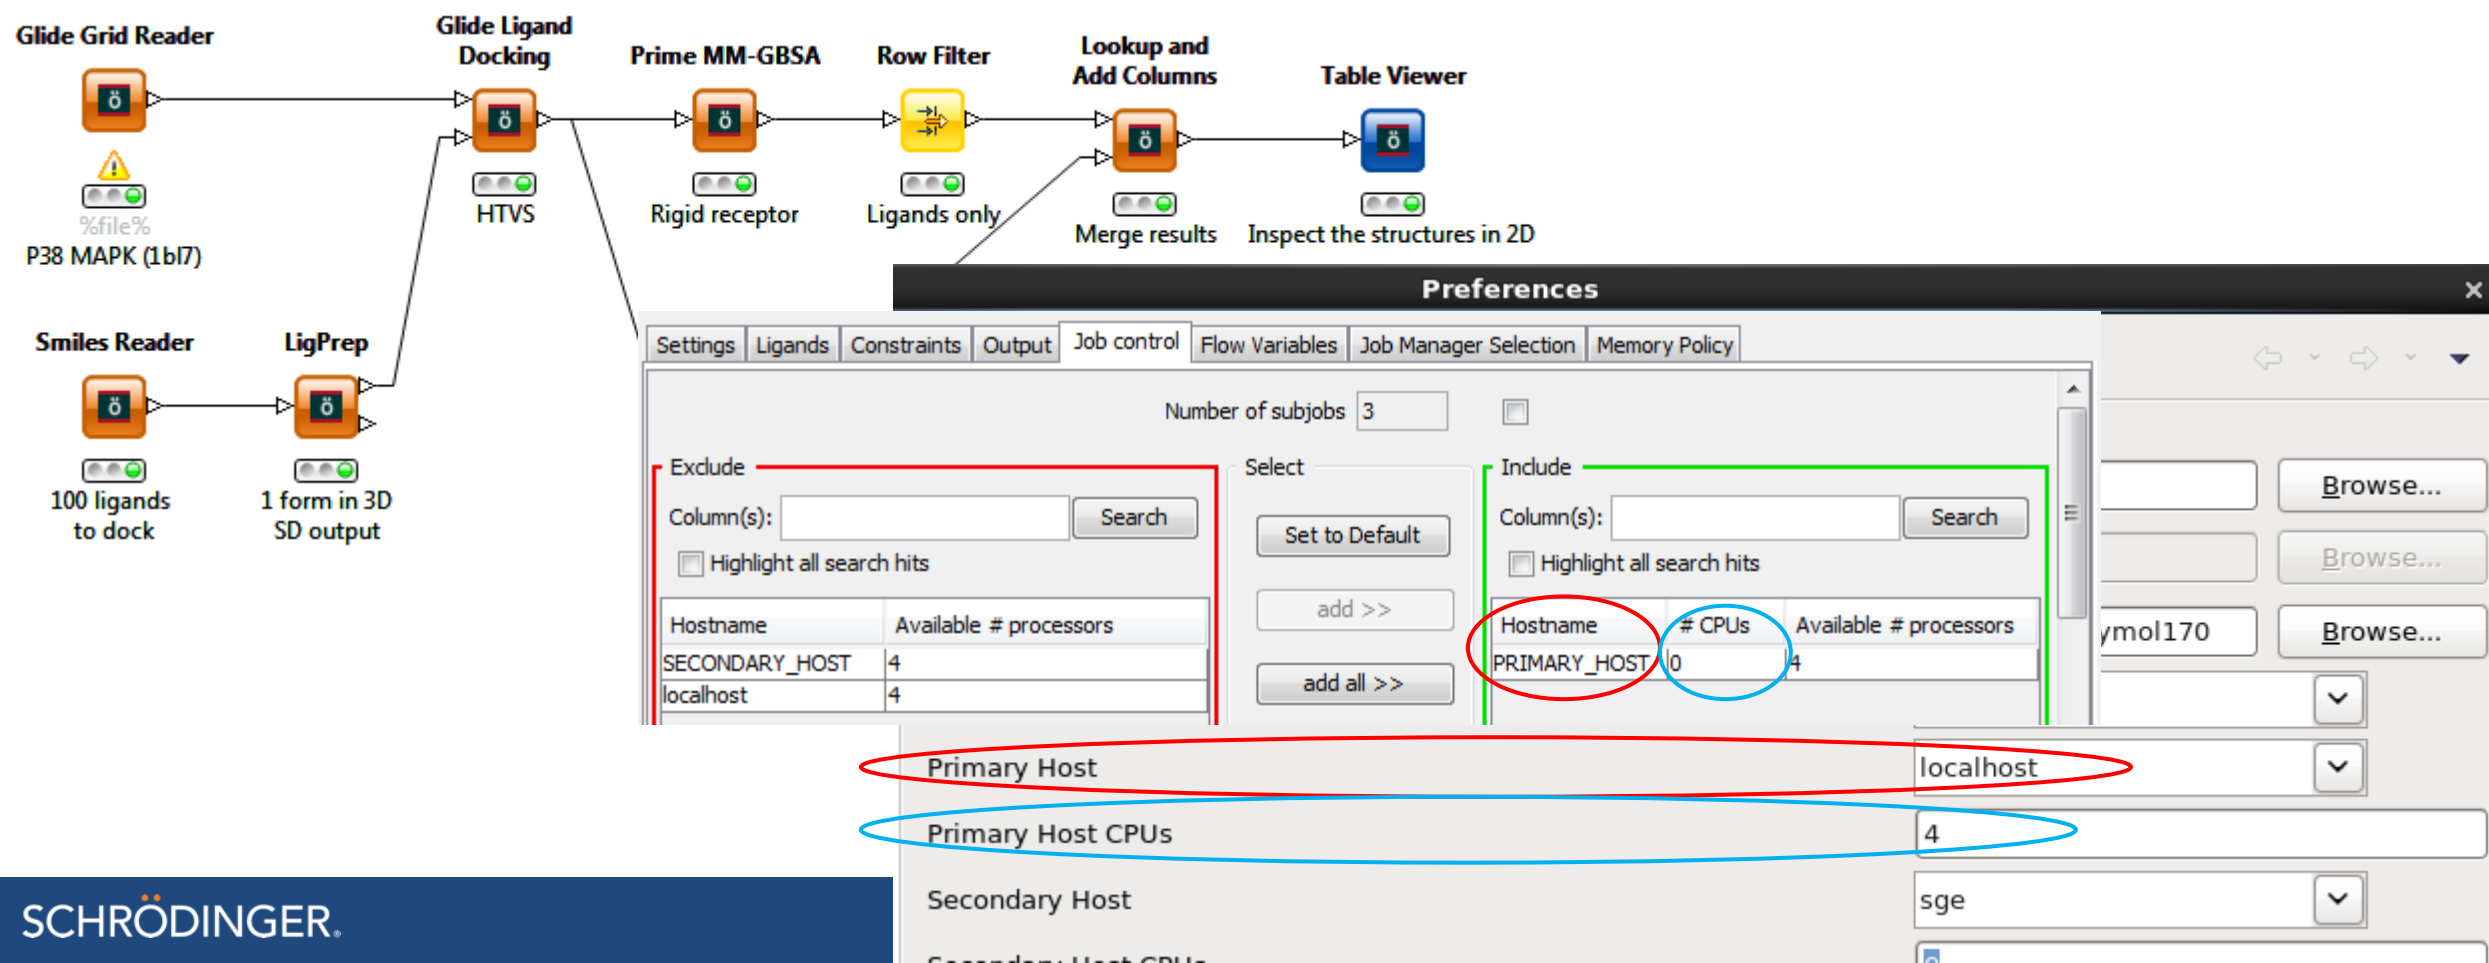 Glide Grid Reader
Glide Ligand
Docking
Prime MM-GBSA
Row Filter
Lookup and
Add Columns
Table Viewer
ö
ö
ö
ö
ö
%file%
P38 MAPK (1bl7)
HTVS
Rigid receptor
Ligands only
Merge results
Inspect the structures in 2D
Smiles Reader
LigPrep
ö
ö
100 ligands
to dock
1 form in 3D
SD output
Preferences
Settings
Ligands
Constraints
Output
Job control
Flow Variables
Job Manager Selection
Memory Policy
Number of subjobs 3
Exclude
Column(s):
Search
Highlight all search hits
Hostname Available # processors
SECONDARY_HOST 4
localhost 4
Select
Set to Default
add >>
add all >>
Include
Column(s):
Search
Highlight all search hits
Hostname # CPUs Available # processors
PRIMARY_HOST 0 4
Browse...
Browse...
ymol170 Browse...
Primary Host localhost
Primary Host CPUs 4
Secondary Host sge
Secondary Host CPUs
SCHRÖDINGER.